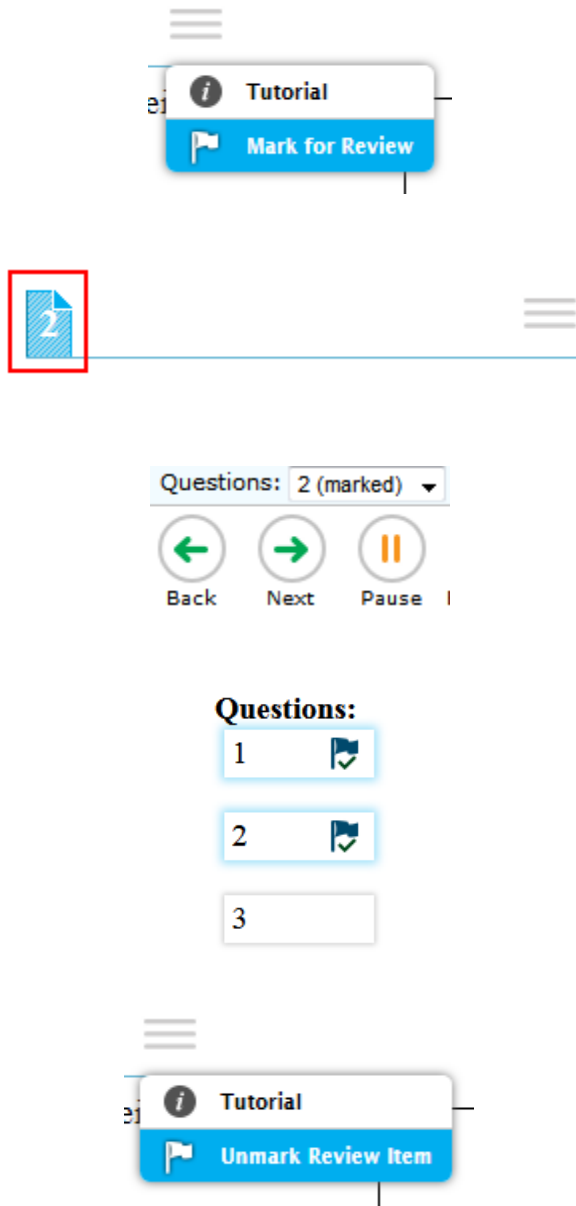 Tutorial
Mark for Review
2
Questions: 2 (marked)
Back Next Pause
Questions:
1
2
3
Tutorial
Unmark Review Item